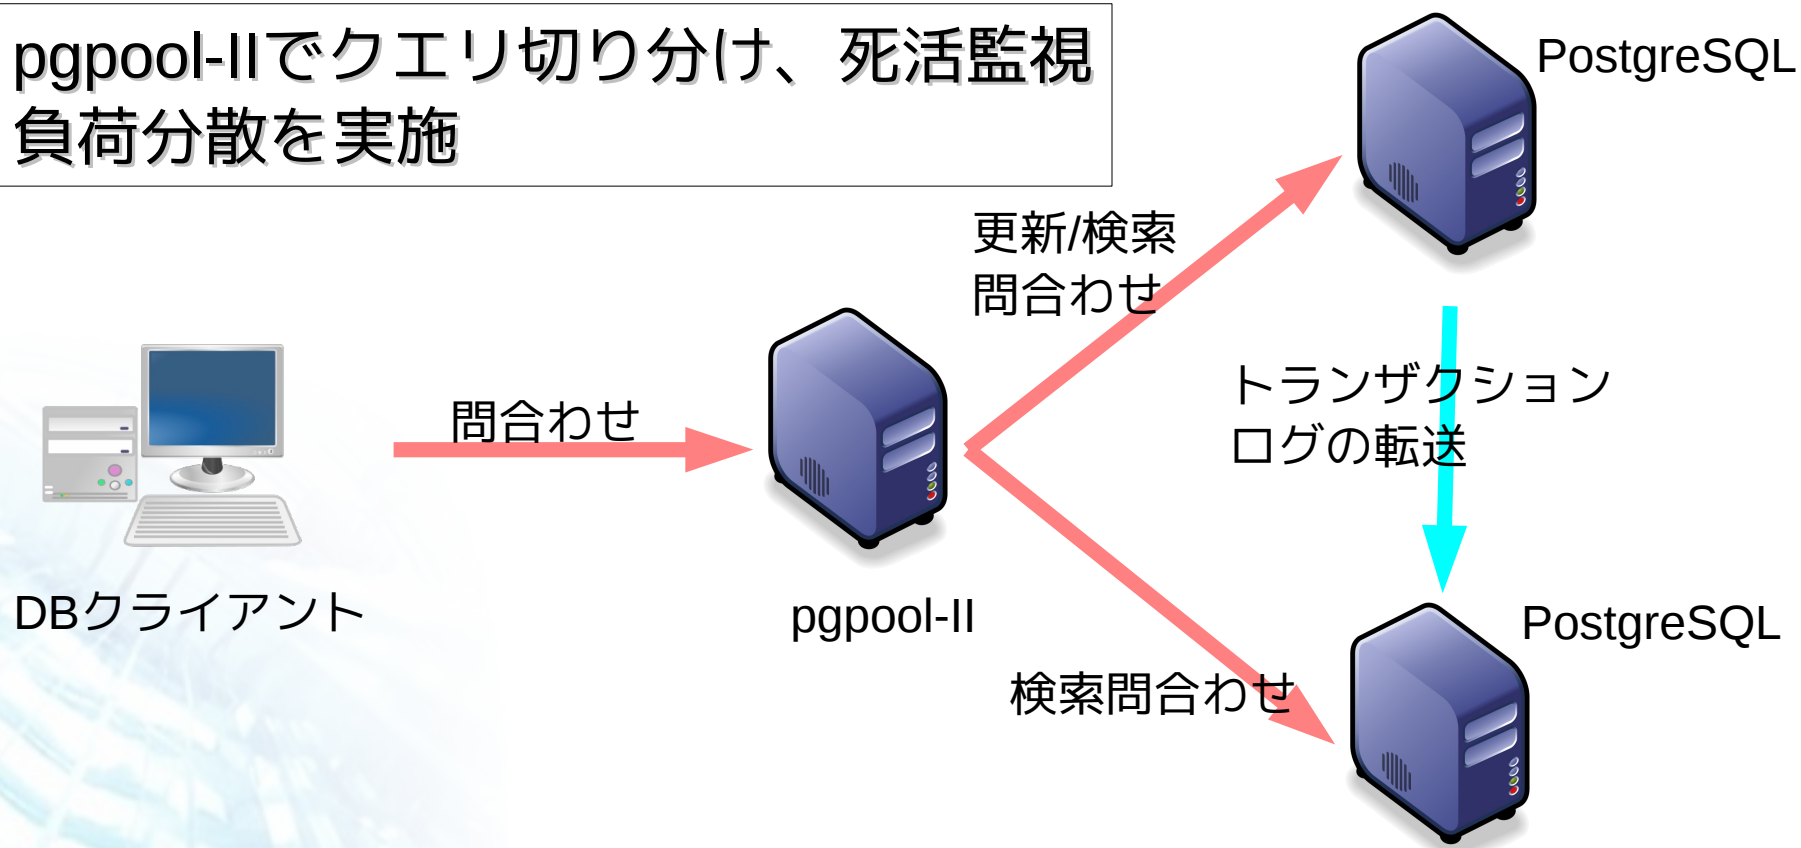 pgpool-IIでクエリ切り分け、死活監視
負荷分散を実施
PostgreSQL
更新/検索
問合わせ
問合わせ
トランザクション
ログの転送
DBクライアント
pgpool-II
PostgreSQL
検索問合わせ